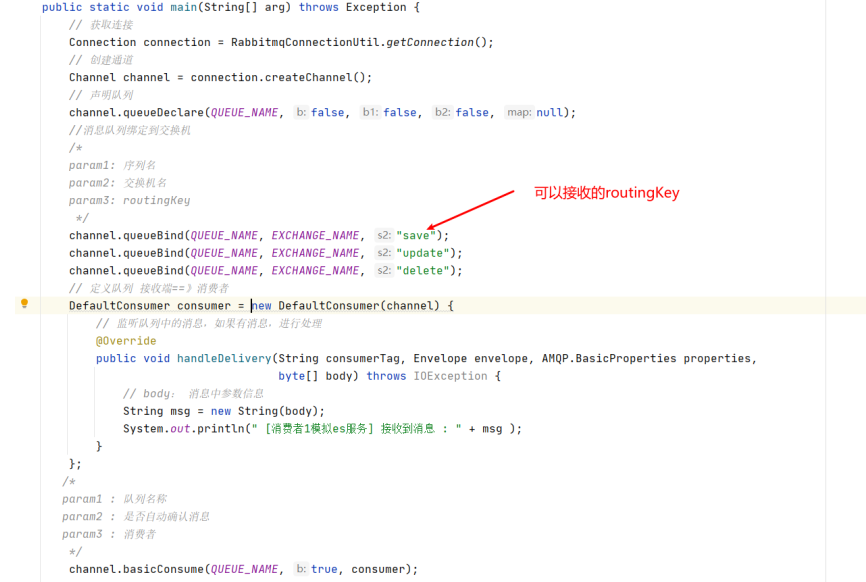 public static void main(String[] arg) throws Exception {
// 获取连接
Connection connection = RabbitmqConnectionUtil.getConnection();
// 创建通道
Channel channel = connection.createChannel();
// 声明队列
channel.queueDeclare(QUEUE_NAME, b: false, b1: false, b2: false, map: null);
//消息队列绑定到交换机
/*
param1: 序列名
param2: 交换机名
param3: routingKey
*/
可以接收的routingKey
channel.queueBind(QUEUE_NAME, EXCHANGE_NAME, s2: "save");
channel.queueBind(QUEUE_NAME, EXCHANGE_NAME, s2: "update");
channel.queueBind(QUEUE_NAME, EXCHANGE_NAME, s2: "delete");
// 定义队列 接收端==》消费者
DefaultConsumer consumer = new DefaultConsumer(channel) {
// 监听队列中的消息，如果有消息，进行处理
@Override
public void handleDelivery(String consumerTag, Envelope envelope, AMQP.BasicProperties properties,
byte[] body) throws IOException {
// body： 消息中参数信息
String msg = new String(body);
System.out.println(" [消费者1模拟es服务] 接收到消息 : " + msg );
}
};
/*
param1 : 队列名称
param2 : 是否自动确认消息
param3 : 消费者
*/
channel.basicConsume(QUEUE_NAME, b: true, consumer);